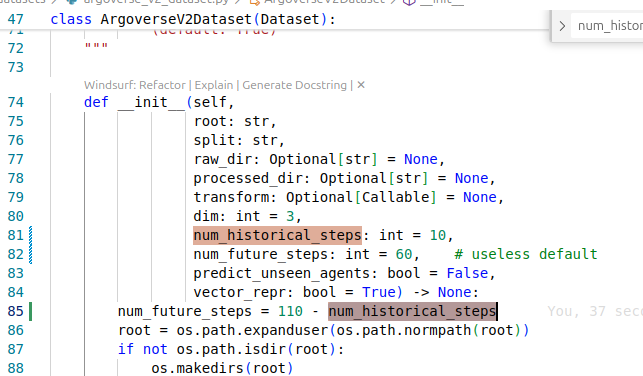 datasets > argoverse_v2_dataset.py > ArgoverseV2Dataset > __init__
47 class ArgoverseV2Dataset(Dataset):
num_histor
71 (default: True)
72 """
73
Windsurf: Refactor | Explain | Generate Docstring | ×
74 def __init__(self,
75 root: str,
76 split: str,
77 raw_dir: Optional[str] = None,
78 processed_dir: Optional[str] = None,
79 transform: Optional[Callable] = None,
80 dim: int = 3,
81 num_historical_steps: int = 10,
82 num_future_steps: int = 60, # useless default
83 predict_unseen_agents: bool = False,
84 vector_repr: bool = True) -> None:
85 num_future_steps = 110 - num_historical_steps You, 37 seco
86 root = os.path.expanduser(os.path.normpath(root))
87 if not os.path.isdir(root):
88 os.makedirs(root)